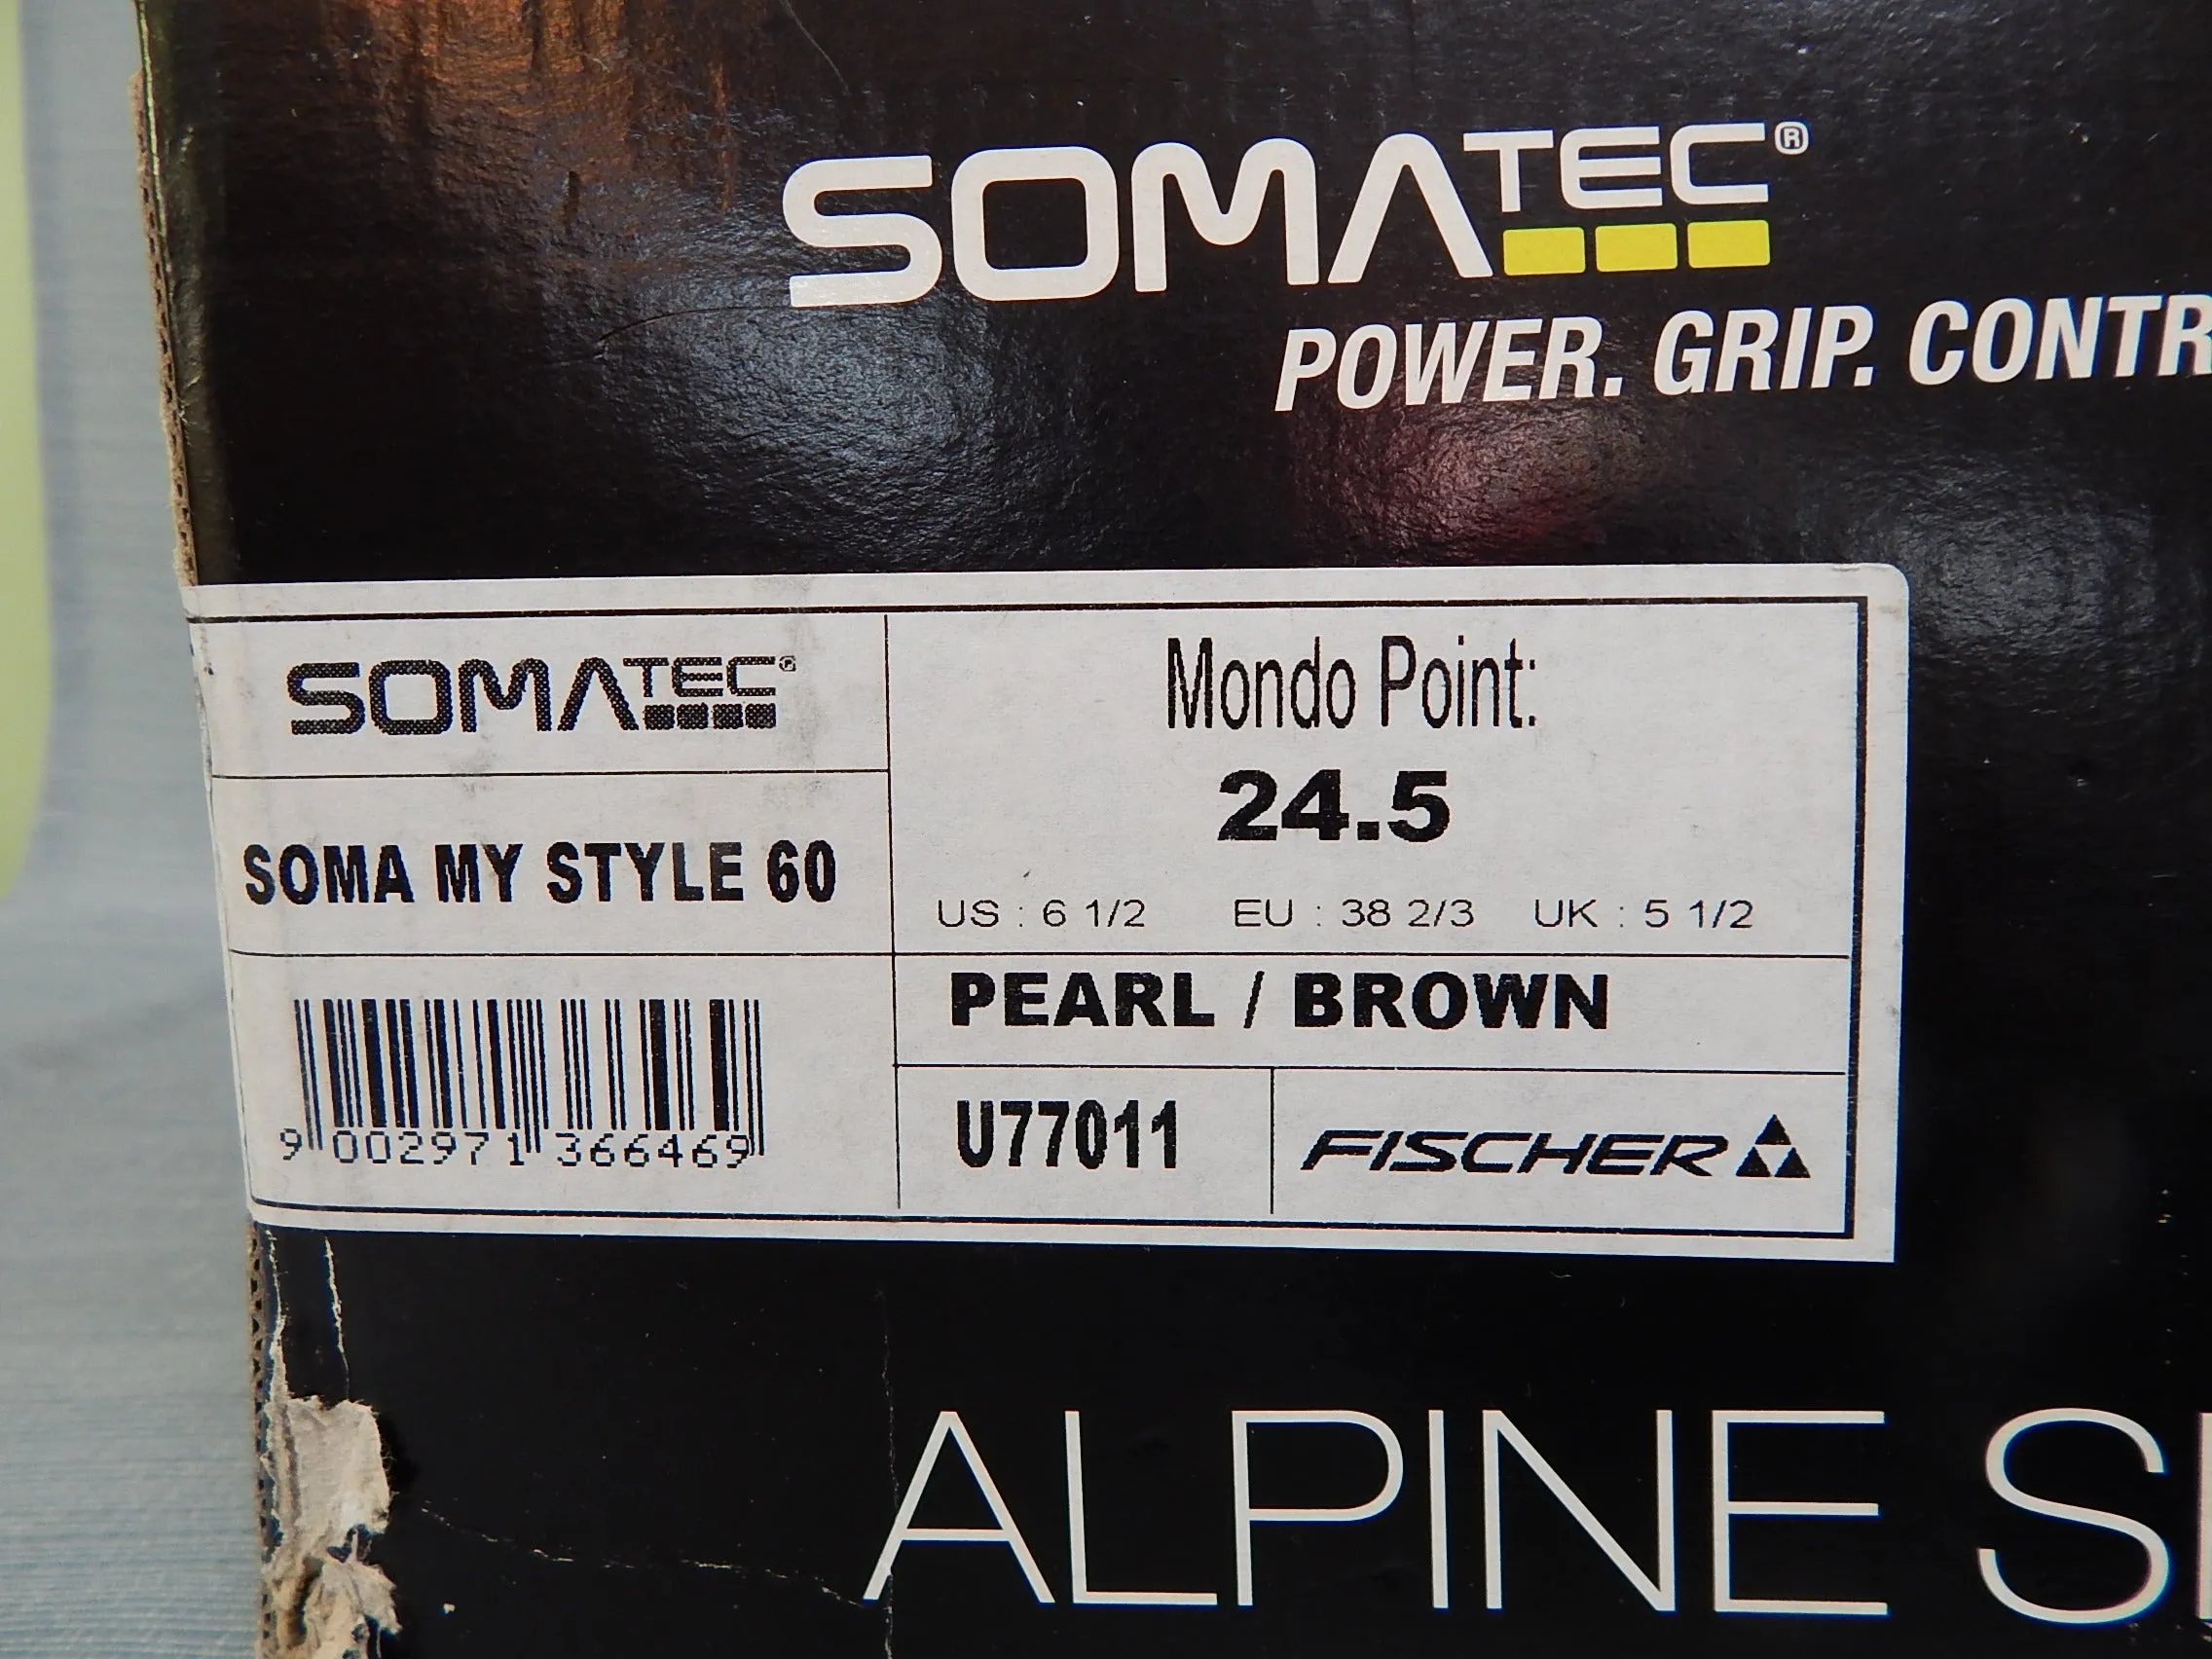 SOMATEC®
POWER. GRIP. CONTR
SOMATEC®
SOMA MY STYLE 60
9 002971 366469
Mondo Point:
24.5
US : 6 1/2 EU : 38 2/3 UK : 5 1/2
PEARL / BROWN
U77011
FISCHER
ALPINE S